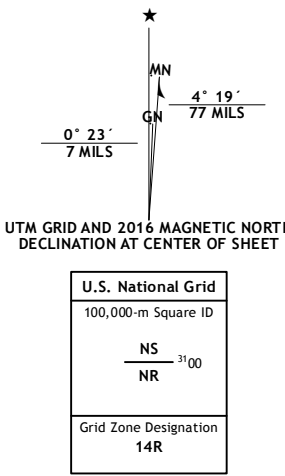 ★
MN
GN
4° 19´
77 MILS
0° 23´
7 MILS
UTM GRID AND 2016 MAGNETIC NORTH
DECLINATION AT CENTER OF SHEET
U.S. National Grid
100,000-m Square ID
NS
3100
NR
Grid Zone Designation
14R